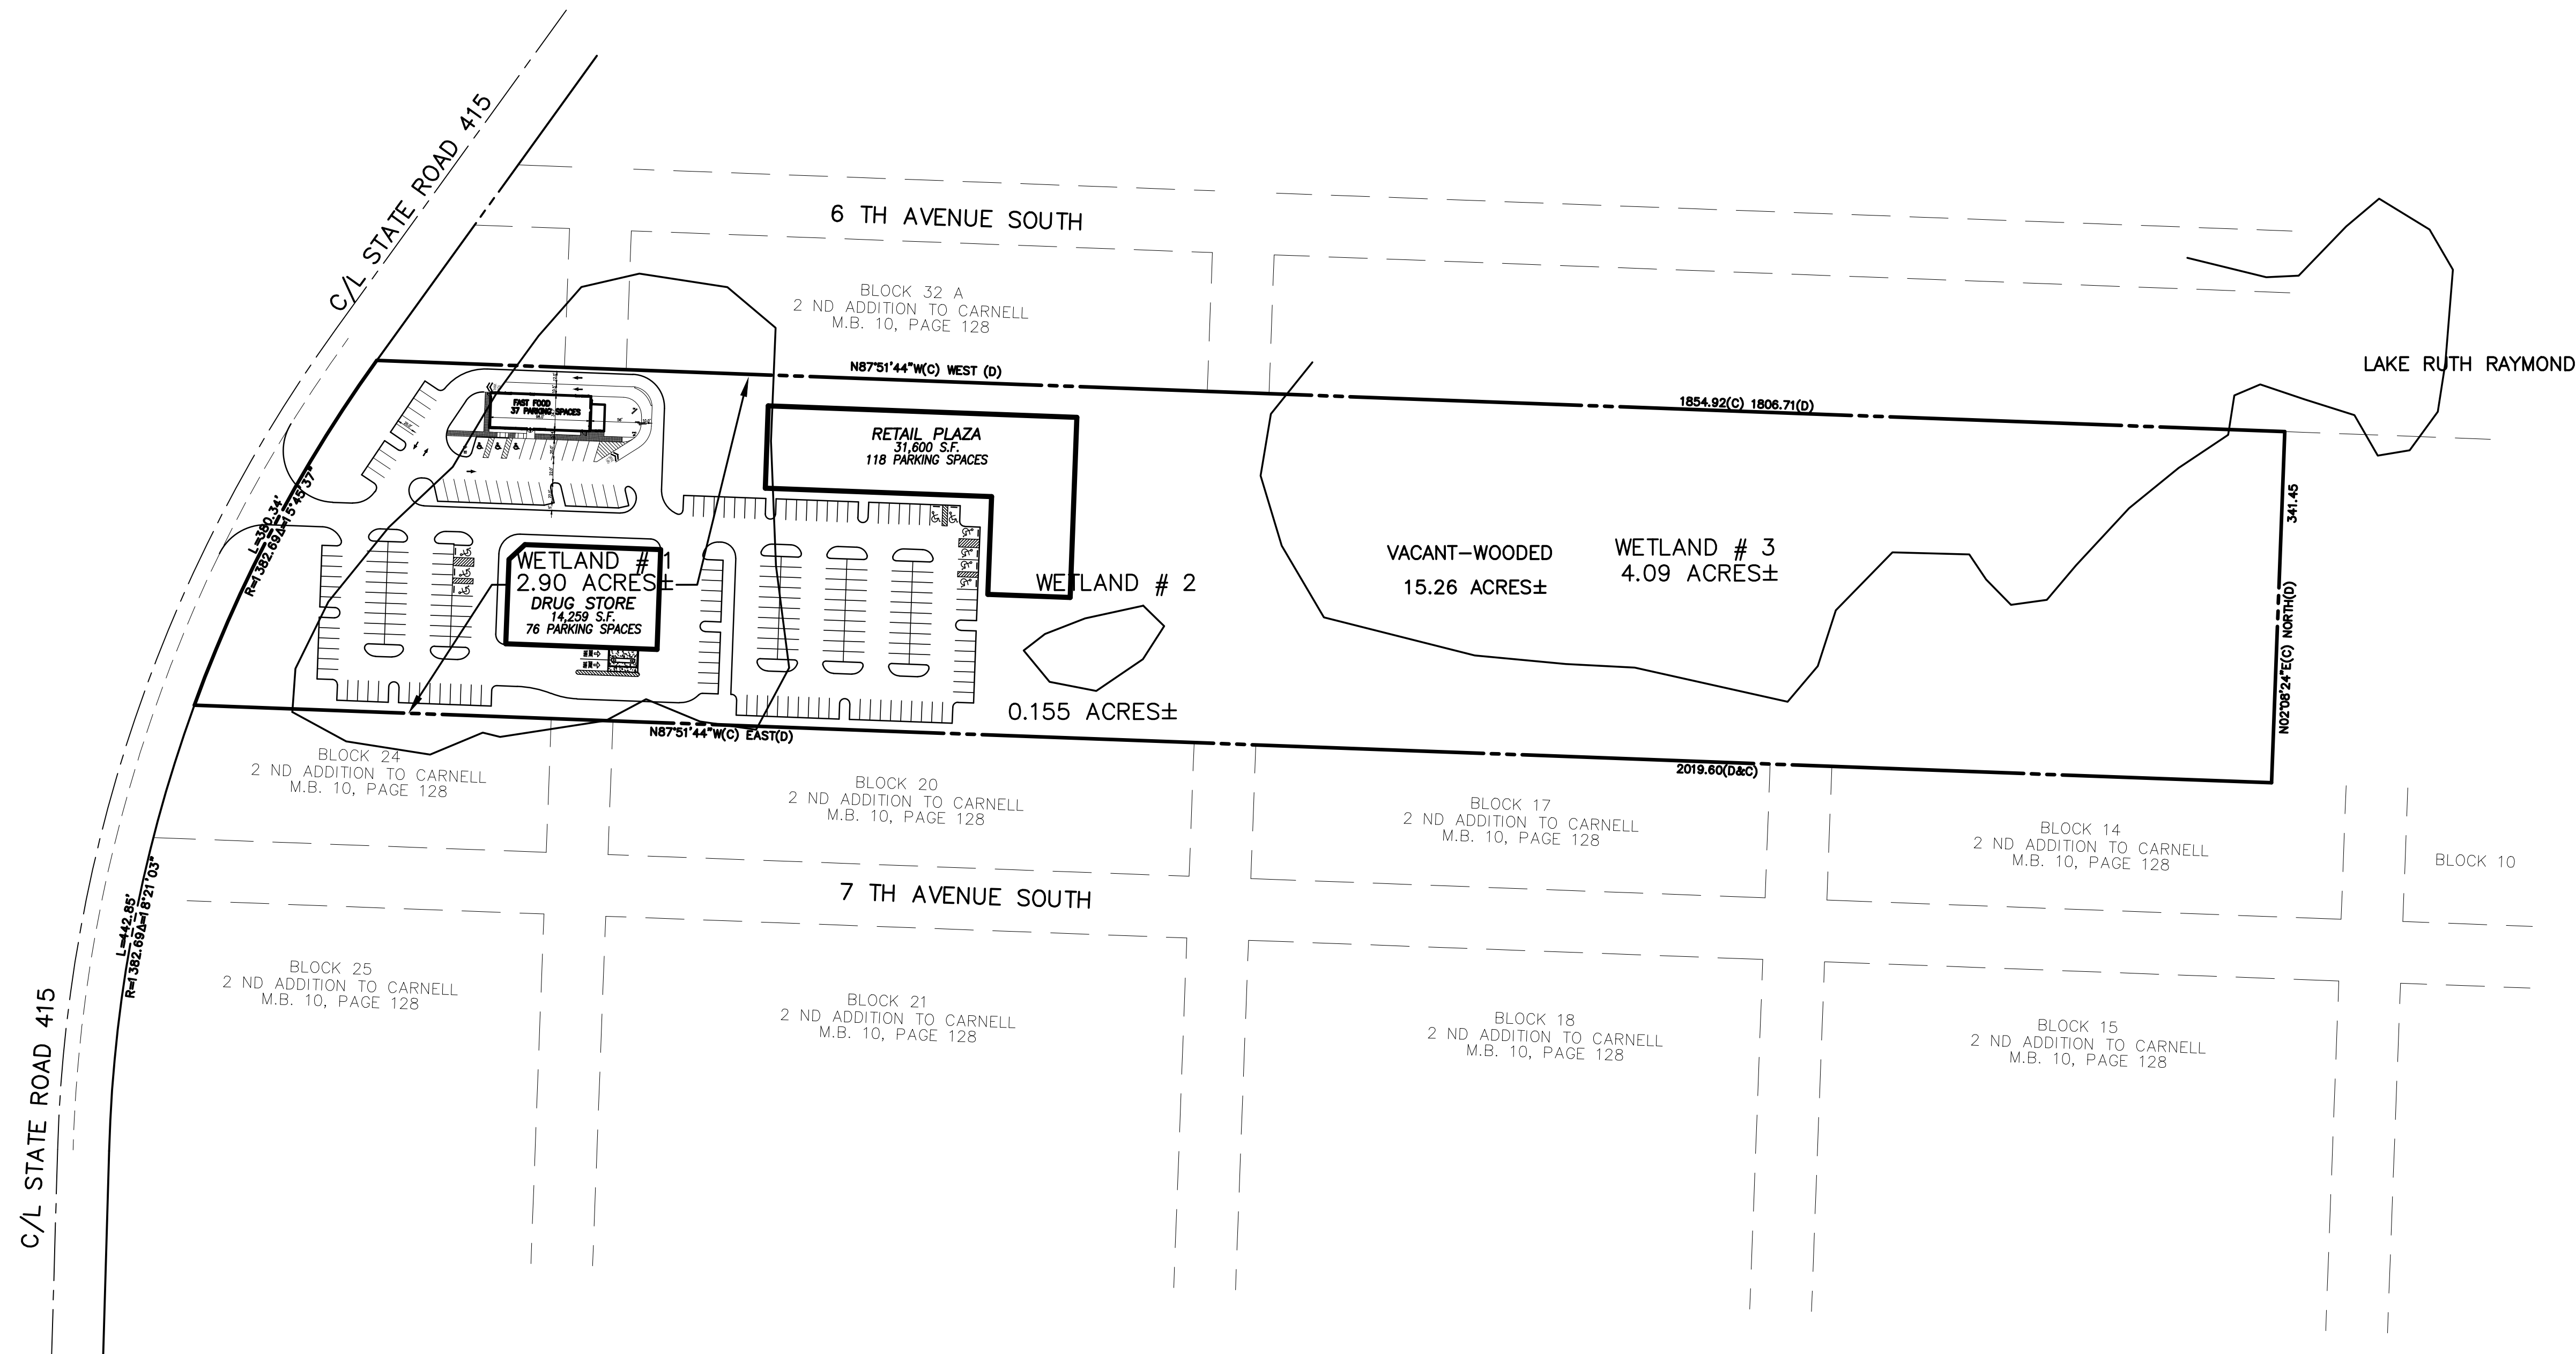 C/L STATE ROAD 415
6 TH AVENUE SOUTH
BLOCK 32 A
2 ND ADDITION TO CARNELL
M.B. 10, PAGE 128
LAKE RUTH RAYMOND
N87°51'44"W(C) WEST (D)
1854.92(C) 1806.71(D)
FAST FOOD
37 PARKING SPACES
RETAIL PLAZA
31,600 S.F.
118 PARKING SPACES
L=380.34'
R=1382.69Δ=15°45'37"
341.45
N02°08'24"E(C) NORTH(D)
VACANT-WOODED
15.26 ACRES±
WETLAND # 3
4.09 ACRES±
WETLAND # 1
2.90 ACRES±
DRUG STORE
14,259 S.F.
76 PARKING SPACES
WETLAND # 2
0.155 ACRES±
N87°51'44"W(C) EAST(D)
2019.60(D&C)
BLOCK 24
2 ND ADDITION TO CARNELL
M.B. 10, PAGE 128
BLOCK 20
2 ND ADDITION TO CARNELL
M.B. 10, PAGE 128
BLOCK 17
2 ND ADDITION TO CARNELL
M.B. 10, PAGE 128
BLOCK 14
2 ND ADDITION TO CARNELL
M.B. 10, PAGE 128
BLOCK 10
L=442.85'
R=1382.69Δ=18°21'03"
7 TH AVENUE SOUTH
BLOCK 25
2 ND ADDITION TO CARNELL
M.B. 10, PAGE 128
BLOCK 21
2 ND ADDITION TO CARNELL
M.B. 10, PAGE 128
BLOCK 18
2 ND ADDITION TO CARNELL
M.B. 10, PAGE 128
BLOCK 15
2 ND ADDITION TO CARNELL
M.B. 10, PAGE 128
C/L STATE ROAD 415